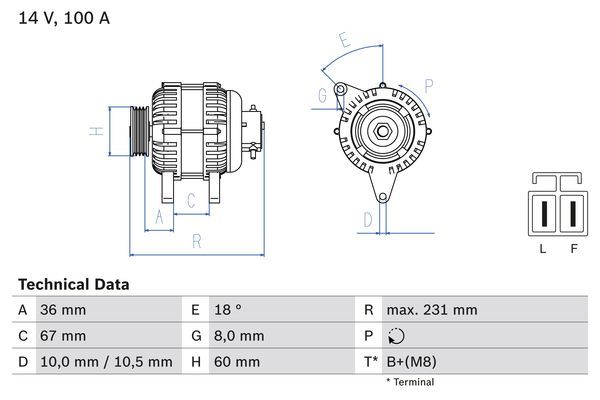 14 V, 100 A
E
P
G
H
A
C
R
D
L F
Technical Data
A 36 mm E 18 ° R max. 231 mm
C 67 mm G 8,0 mm P
D 10,0 mm / 10,5 mm H 60 mm T* B+(M8)
* Terminal